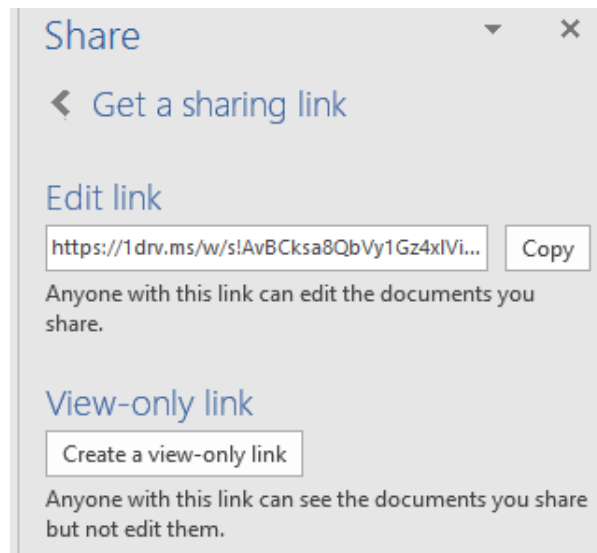 Share
Get a sharing link
Edit link
https://1drv.ms/w/s!AvBCksa8QbVy1Gz4xlVi... Copy
Anyone with this link can edit the documents you
share.
View-only link
Create a view-only link
Anyone with this link can see the documents you share
but not edit them.